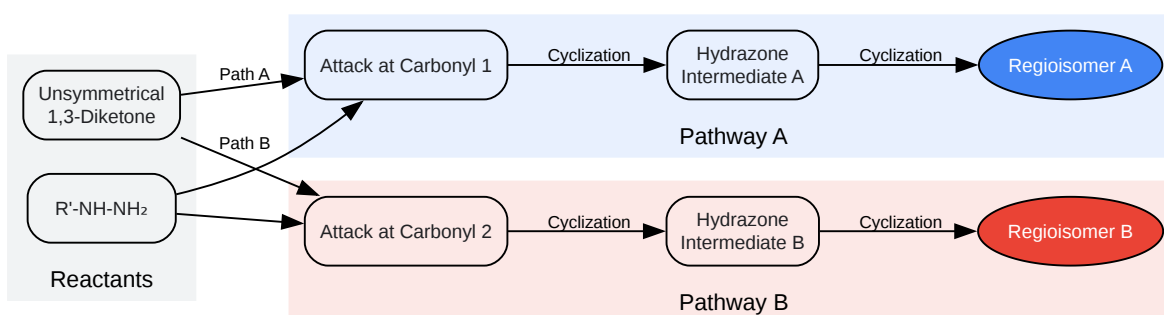 Unsymmetrical
1,3-Diketone
R'-NH-NH₂
Reactants
Path A
Path B
Attack at Carbonyl 1
Cyclization
Hydrazone
Intermediate A
Cyclization
Regioisomer A
Pathway A
Attack at Carbonyl 2
Cyclization
Hydrazone
Intermediate B
Cyclization
Regioisomer B
Pathway B